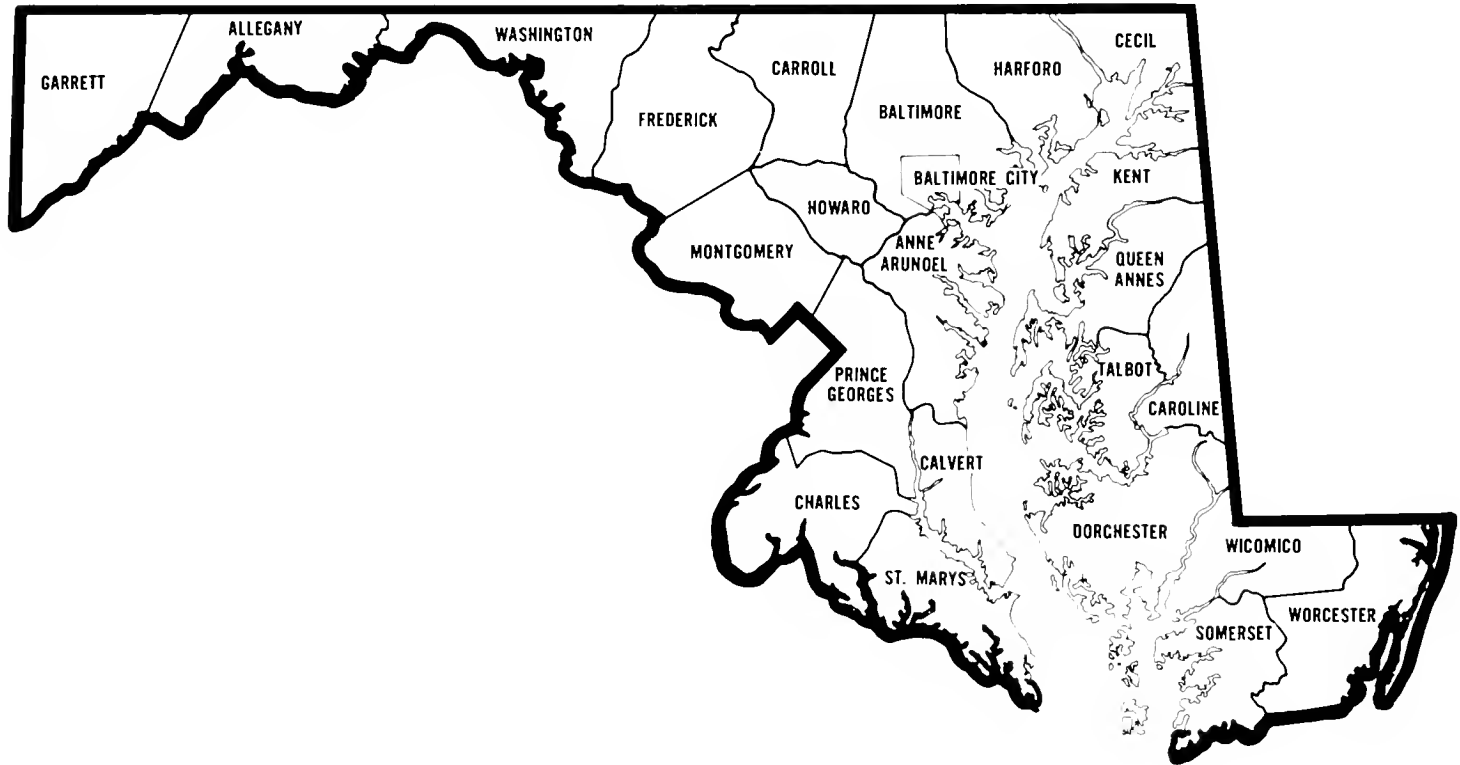 ALLEGANY
WASHINGTON
GARRETT
CARROLL
HARFORO
CECIL
FREDERICK
BALTIMORE
BALTIMORE CITY
KENT
HOWARO
MONTGOMERY
ANNE
ARUNOEL
QUEEN
ANNES
PRINCE
GEORGES
TALBOT
CAROLINE
CALVERT
CHARLES
DORCHESTER
WICOMICO
ST. MARYS
SOMERSET
WORCESTER